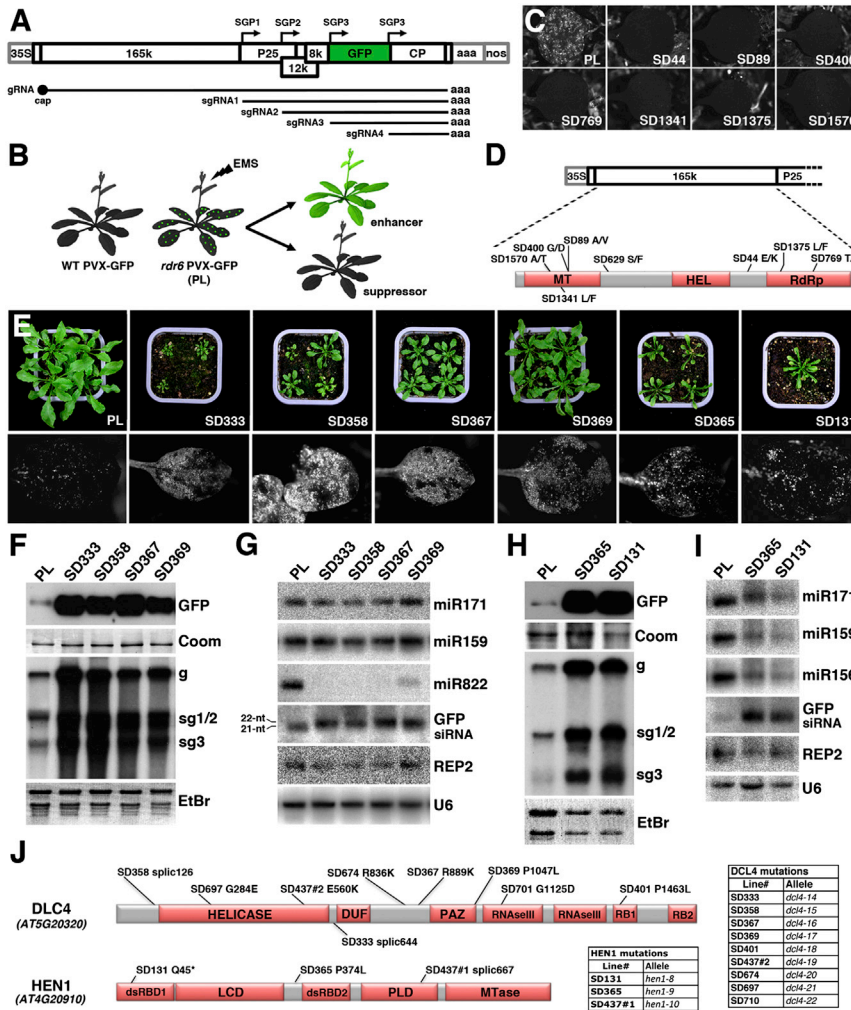 A
SGP1 SGP2 SGP3 SGP3
35S 165k P25 8k GFP CP aaa nos
12k
gRNA aaa
cap
sgRNA1 aaa
sgRNA2 aaa
sgRNA3 aaa
sgRNA4 aaa
B
EMS
WT PVX-GFP
rdr6 PVX-GFP
(PL)
enhancer
suppressor
C
PL SD44 SD89 SD400
SD769 SD1341 SD1375 SD1570
D
35S 165k P25
SD89 A/V
SD400 G/D SD1375 L/F
SD1570 A/T SD629 S/F SD44 E/K SD769 T/
MT HEL RdRp
SD1341 L/F
E
PL SD333 SD358 SD367 SD369 SD365 SD131
F
PL SD333 SD358 SD367 SD369
GFP
Coom
g
sg1/2
sg3
EtBr
G
PL SD333 SD358 SD367 SD369
miR171
miR159
miR822
22-nt
21-nt
GFP
siRNA
REP2
U6
H
PL SD365 SD131
GFP
Coom
g
sg1/2
sg3
EtBr
I
PL SD365 SD131
miR171
miR159
miR156
GFP
siRNA
REP2
U6
J
SD358 splic126 SD674 R836K SD367 R889K SD369 P1047L
SD697 G284E SD437#2 E560K SD701 G1125D SD401 P1463L
DLC4
(AT5G20320)
HELICASE DUF PAZ RNAseIII RNAseIII RB1 RB2
SD333 splic644
SD131 Q45* SD365 P374L SD437#1 splic667
HEN1
(AT4G20910)
dsRBD1 LCD dsRBD2 PLD MTase
HEN1 mutations
Line# Allele
SD131 hen1-8
SD365 hen1-9
SD437#1 hen1-10
DCL4 mutations
Line# Allele
SD333 dcl4-14
SD358 dcl4-15
SD367 dcl4-16
SD369 dcl4-17
SD401 dcl4-18
SD437#2 dcl4-19
SD674 dcl4-20
SD697 dcl4-21
SD710 dcl4-22